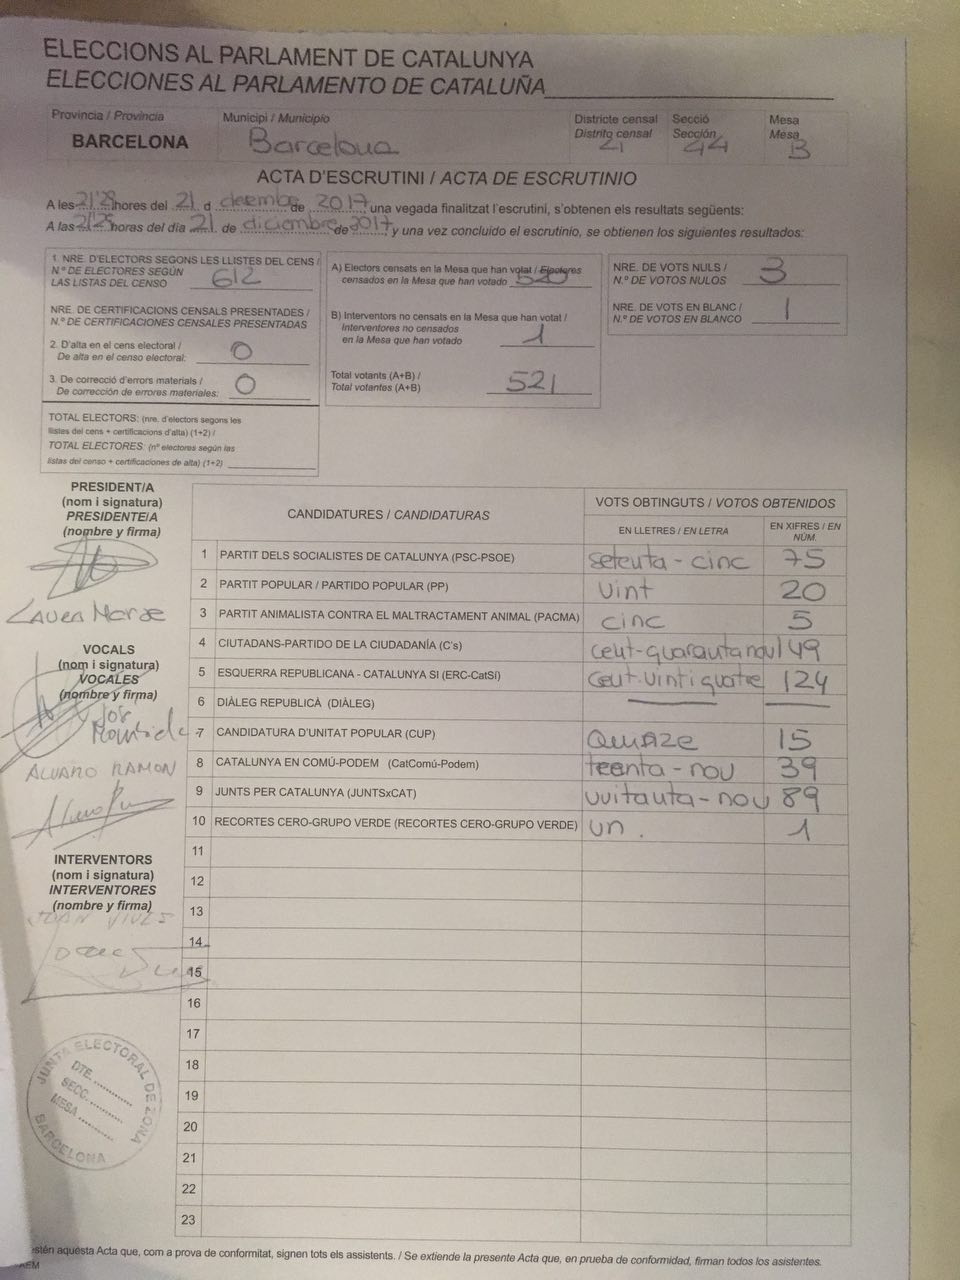 ELECCIONS AL PARLAMENT DE CATALUNYA
ELECCIONES AL PARLAMENTO DE CATALUÑA
Província / Provincia
BARCELONA
Municipi / Municipio
Barcelona
Districte censal
Distrito censal
21
Secció
Sección
44
Mesa
Mesa
B
ACTA D'ESCRUTINI / ACTA DE ESCRUTINIO
A les hores del 21 d desembre de 2017 una vegada finalitzat l'escrutini, s'obtenen els resultats següents:
A las 21:25 horas del día 21 de diciembre de 2017 y una vez concluido el escrutinio, se obtienen los siguientes resultados:
1. NRE. D'ELECTORS SEGONS LES LLISTES DEL CENS /
N.º DE ELECTORES SEGÚN
LAS LISTAS DEL CENSO 612
NRE. DE CERTIFICACIONS CENSALS PRESENTADES /
N.º DE CERTIFICACIONES CENSALES PRESENTADAS
2. D'alta en el cens electoral /
De alta en el censo electoral: 0
3. De correcció d'errors materials /
De corrección de errores materiales: 0
TOTAL ELECTORS: (nre. d'electors segons les
llistes del cens + certificacions d'alta) (1+2) /
TOTAL ELECTORES: (nº electores según las
listas del censo + certificaciones de alta) (1+2)
A) Electors censats en la Mesa que han votat / Electores
censados en la Mesa que han votado 520
B) Interventors no censats en la Mesa que han votat /
Interventores no censados
en la Mesa que han votado 1
Total votants (A+B) /
Total votantes (A+B) 521
NRE. DE VOTS NULS /
N.º DE VOTOS NULOS 3
NRE. DE VOTS EN BLANC /
N.º DE VOTOS EN BLANCO 1
PRESIDENT/A
(nom i signatura)
PRESIDENTE/A
(nombre y firma)
VOCALS
(nom i signatura)
VOCALES
(nombre y firma)
ALVARO RAMON
INTERVENTORS
(nom i signatura)
INTERVENTORES
(nombre y firma)
JOAN VIVES
CANDIDATURES / CANDIDATURAS
VOTS OBTINGUTS / VOTOS OBTENIDOS
EN LLETRES / EN LETRA
EN XIFRES / EN NÚM.
1 PARTIT DELS SOCIALISTES DE CATALUNYA (PSC-PSOE) setenta-cinc 75
2 PARTIT POPULAR / PARTIDO POPULAR (PP) vint 20
3 PARTIT ANIMALISTA CONTRA EL MALTRACTAMENT ANIMAL (PACMA) cinc 5
4 CIUTADANS-PARTIDO DE LA CIUDADANÍA (C's) cent-quaranta nou 149
5 ESQUERRA REPUBLICANA - CATALUNYA SI (ERC-CatSí) cent-vinti quatre 124
6 DIÀLEG REPUBLICÀ (DIÀLEG)
7 CANDIDATURA D'UNITAT POPULAR (CUP) QUINZE 15
8 CATALUNYA EN COMÚ-PODEM (CatComú-Podem) trenta-nou 39
9 JUNTS PER CATALUNYA (JUNTSxCAT) vuitanta-nou 89
10 RECORTES CERO-GRUPO VERDE (RECORTES CERO-GRUPO VERDE) un. 1
11
12
13
14
15
16
17
18
19
20
21
22
23
JUNTA ELECTORAL DE ZONA
DTE.
SECC.
MESA
BARCELONA
estén aquesta Acta que, com a prova de conformitat, signen tots els assistents. / Se extiende la presente Acta que, en prueba de conformidad, firman todos los asistentes.